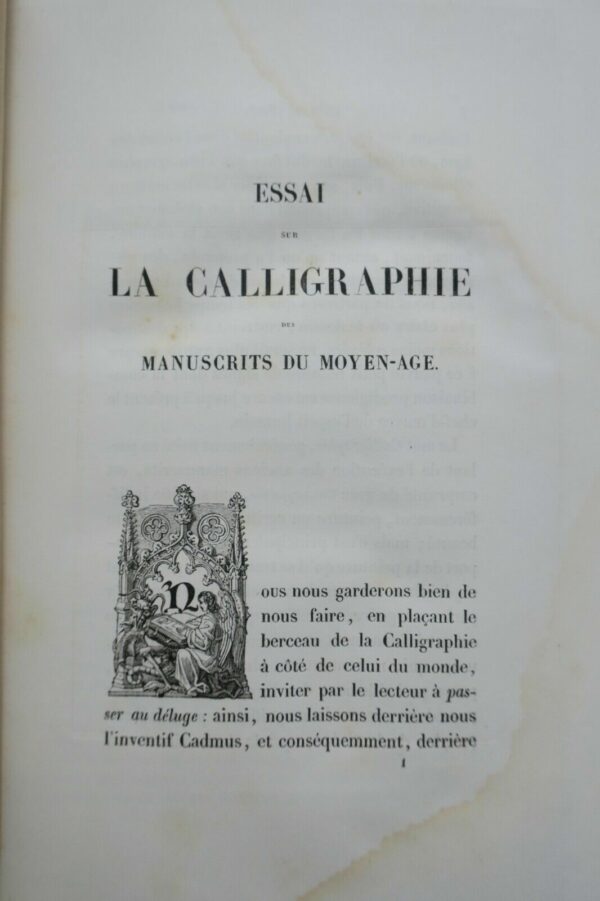 ESSAI
SUR
LA CALLIGRAPHIE
DES
MANUSCRITS DU MOYEN-AGE.
NOUS nous garderons bien de
nous faire, en plaçant le
berceau de la Calligraphie
à côté de celui du monde,
inviter par le lecteur à pas-
ser au déluge : ainsi, nous laissons derrière nous
l'inventif Cadmus, et conséquemment, derrière
1